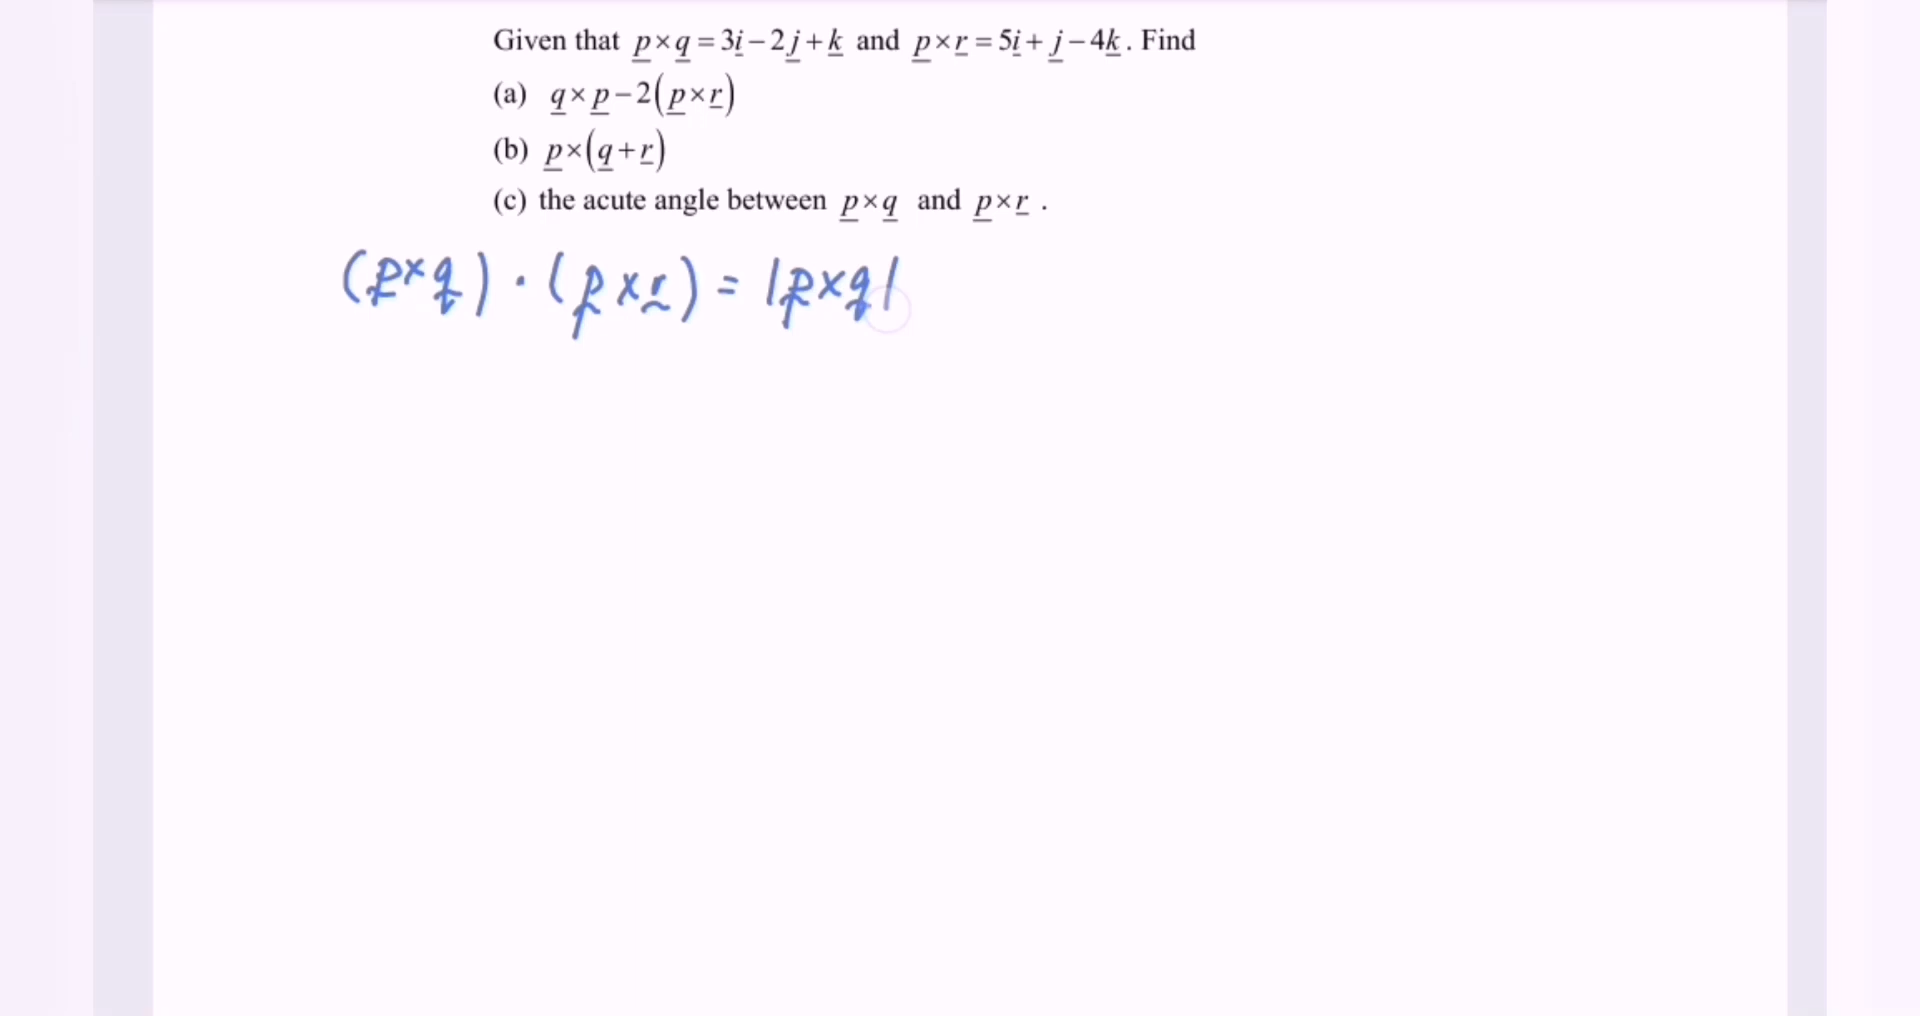 Given that p×q=3i−2j+k and p×r=5i+j−4k. Find
(a) q×p−2(p×r)
(b) p×(q+r)
(c) the acute angle between p×q and p×r.
(p×q)·(p×r)=|p×q|